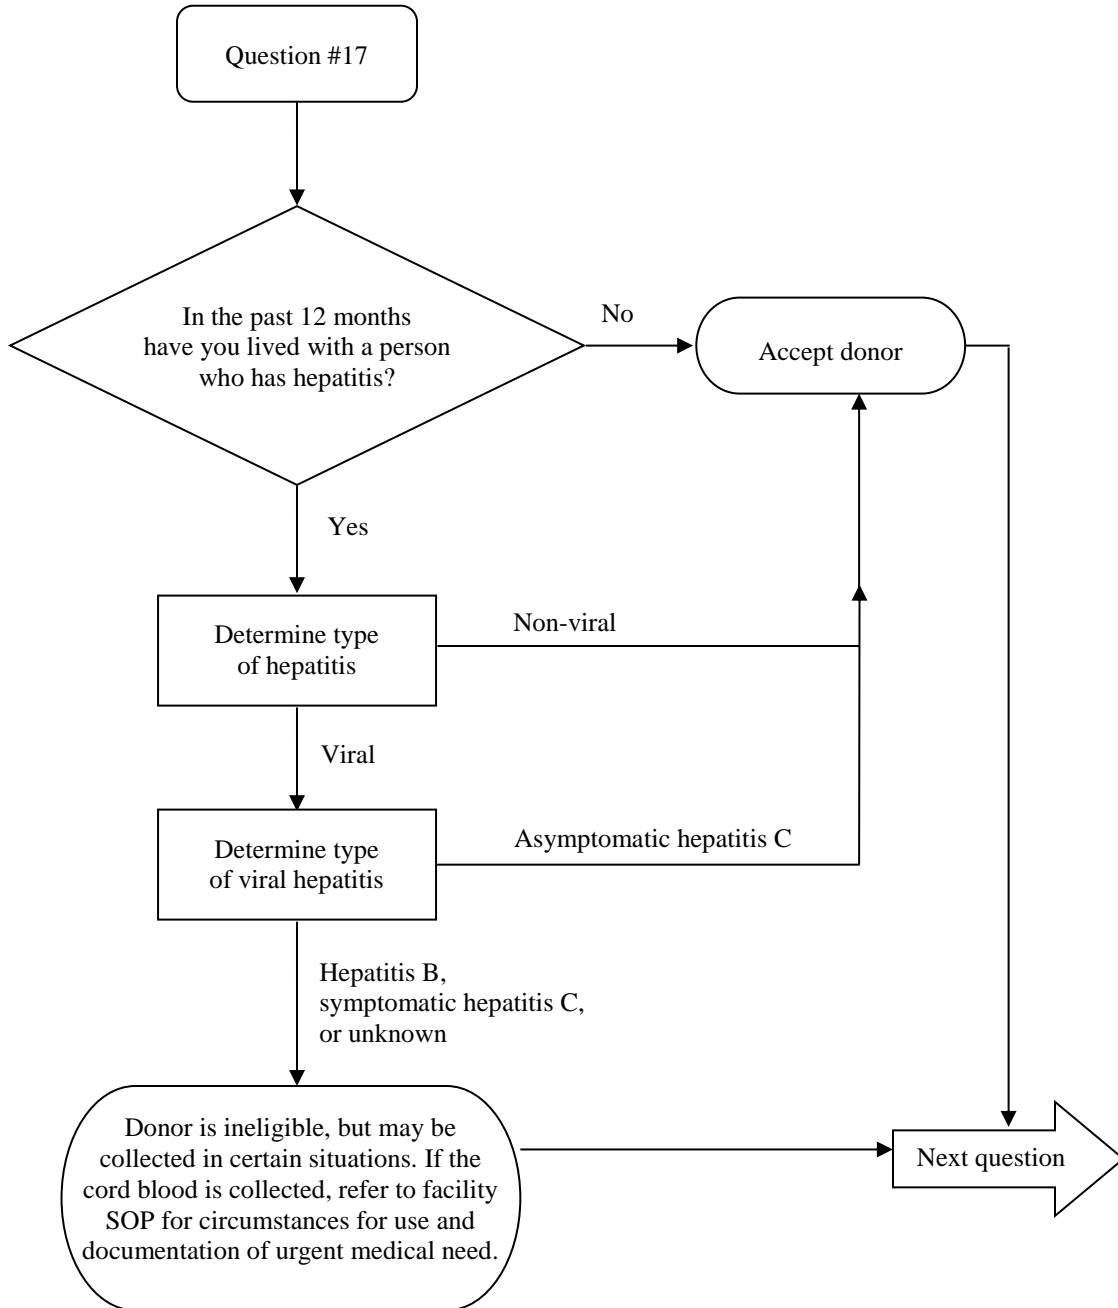 Question #17
In the past 12 months
have you lived with a person
who has hepatitis?
No
Accept donor
Yes
Determine type
of hepatitis
Non-viral
Viral
Determine type
of viral hepatitis
Asymptomatic hepatitis C
Hepatitis B,
symptomatic hepatitis C,
or unknown
Donor is ineligible, but may be
collected in certain situations. If the
cord blood is collected, refer to facility
SOP for circumstances for use and
documentation of urgent medical need.
Next question